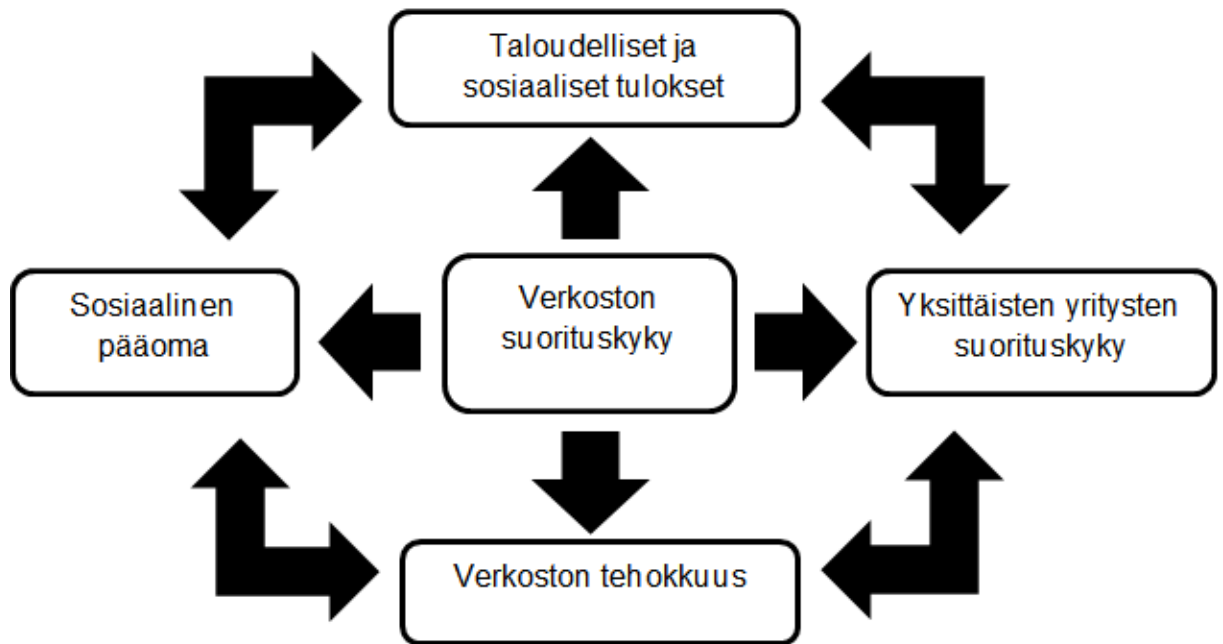 Taloudelliset ja
sosiaaliset tulokset
Sosiaalinen
pääoma
Verkoston
suorituskyky
Yksittäisten yritysten
suorituskyky
Verkoston tehokkuus